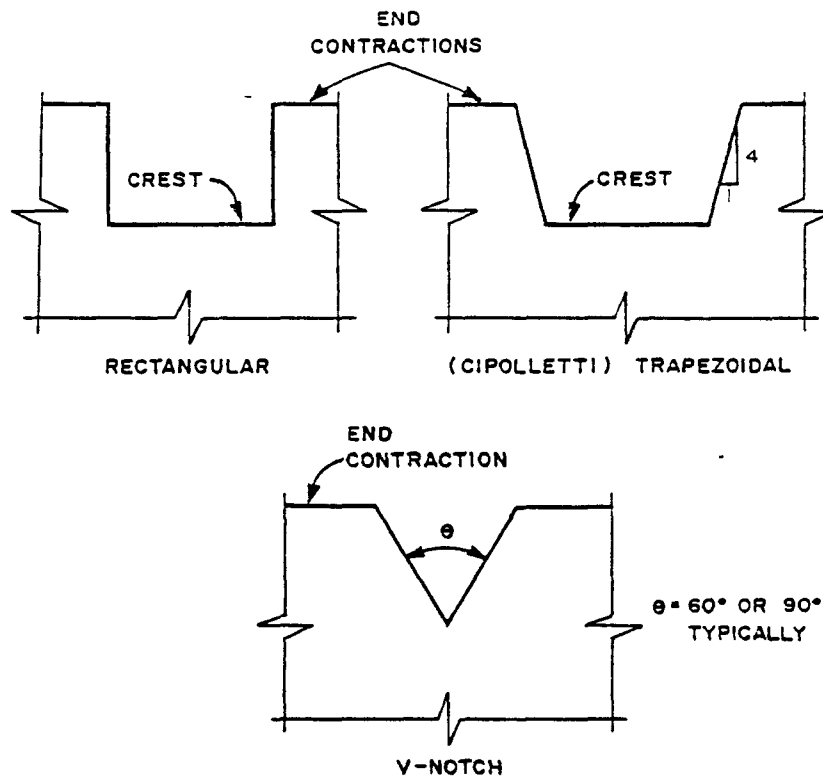 END
CONTRACTIONS
CREST
CREST
4
1
RECTANGULAR
(CIPOLLETTI) TRAPEZOIDAL
END
CONTRACTION
θ
θ = 60° OR 90°
TYPICALLY
V-NOTCH